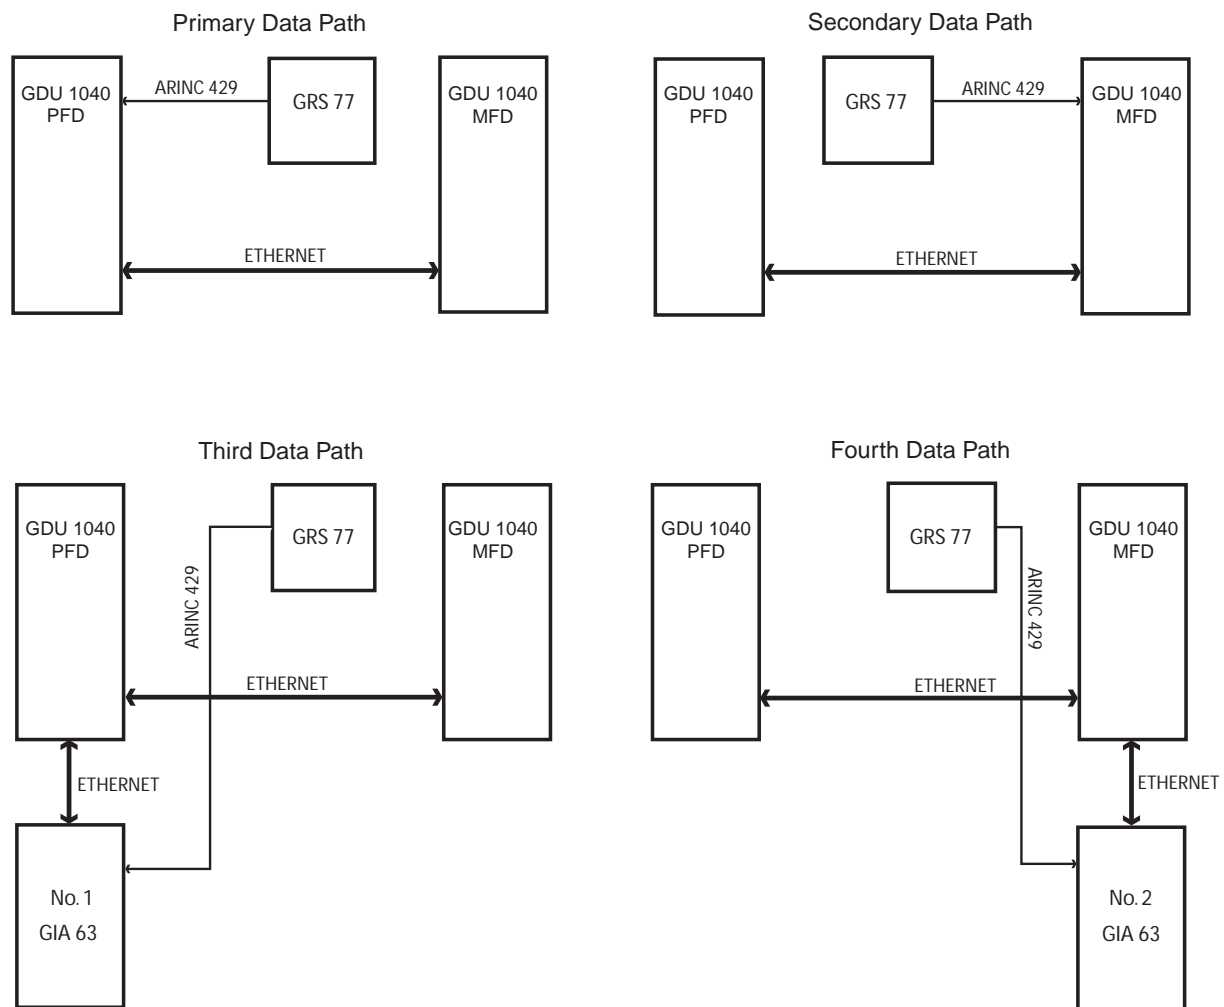 Primary Data Path
GDU 1040
PFD
ARINC 429
GRS 77
GDU 1040
MFD
ETHERNET
Secondary Data Path
GDU 1040
PFD
GRS 77
ARINC 429
GDU 1040
MFD
ETHERNET
Third Data Path
GDU 1040
PFD
ARINC 429
GRS 77
GDU 1040
MFD
ETHERNET
ETHERNET
No. 1
GIA 63
Fourth Data Path
GDU 1040
PFD
GRS 77
ARINC 429
GDU 1040
MFD
ETHERNET
ETHERNET
No. 2
GIA 63